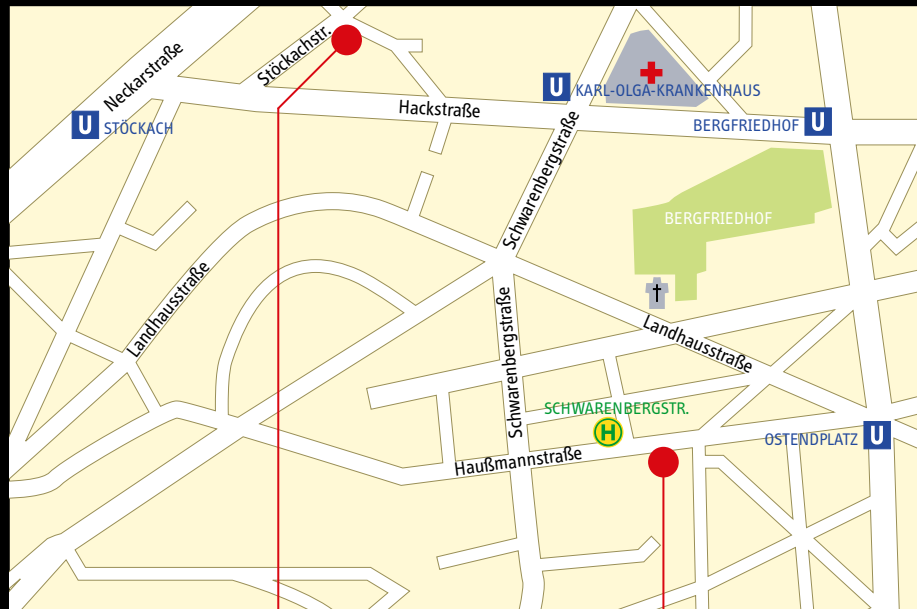 Neckarstraße
Stöckachstr.
U
STÖCKACH
Hackstraße
U
KARL-OLGA-KRANKENHAUS
BERGFRIEDHOF
U
Schwarenbergstraße
BERGFRIEDHOF
Landhausstraße
Schwarenbergstraße
Landhausstraße
SCHWARENBERGSTR.
H
Haußmannstraße
OSTENDPLATZ
U